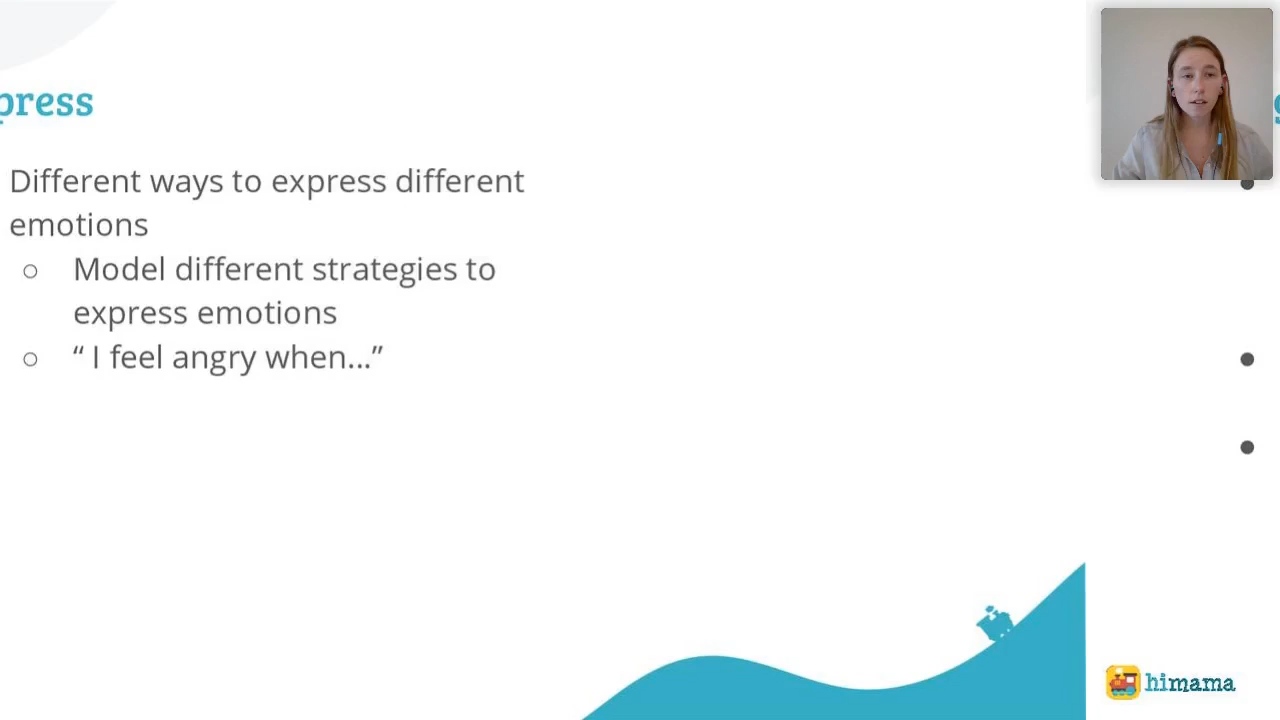 press
Different ways to express different
emotions
○ Model different strategies to
express emotions
○ “ I feel angry when...”
himama